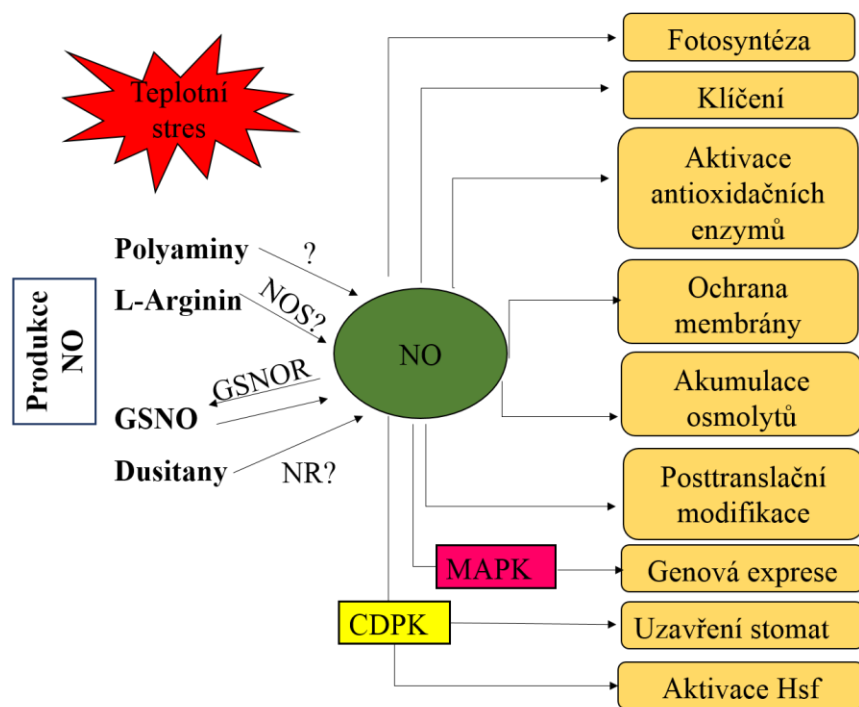 Teplotní
stres
Produkce
NO
Polyaminy
?
L-Arginin
NOS?
GSNOR
GSNO
Dusitany
NR?
NO
MAPK
CDPK
Fotosyntéza
Klíčení
Aktivace
antioxidačních
enzymů
Ochrana
membrány
Akumulace
osmolytů
Posttranslační
modifikace
Genová exprese
Uzavření stomat
Aktivace Hsf